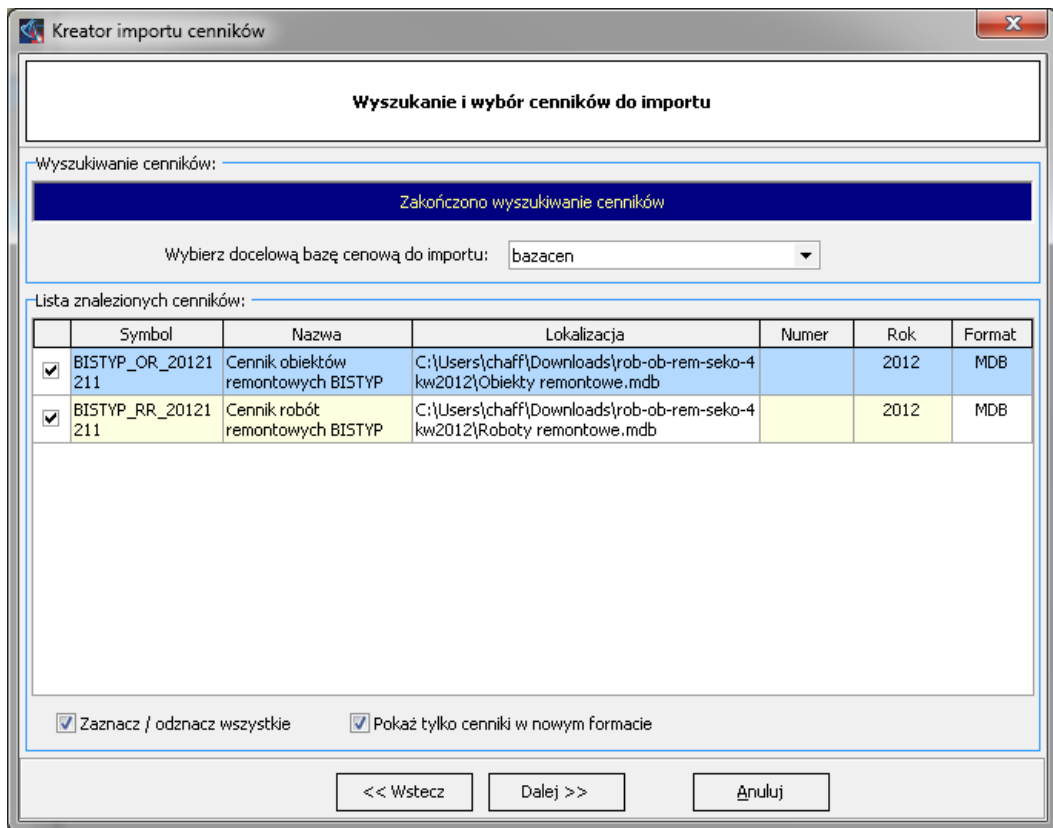 Kreator importu cenników
Wyszukanie i wybór cenników do importu
Wyszukiwanie cenników:
Zakończono wyszukiwanie cenników
Wybierz docelową bazę cenową do importu: bazacen
Lista znalezionych cenników:
Symbol Nazwa Lokalizacja Numer Rok Format
BISTYP_OR_20121 Cennik obiektów C:\Users\chaff\Downloads\rob-ob-rem-seko-4 2012 MDB
211 remontowych BISTYP kw2012\Obiekty remontowe.mdb
BISTYP_RR_20121 Cennik robót C:\Users\chaff\Downloads\rob-ob-rem-seko-4 2012 MDB
211 remontowych BISTYP kw2012\Roboty remontowe.mdb
Zaznacz / odznacz wszystkie Pokaż tylko cenniki w nowym formacie
<< Wstecz Dalej >> Anuluj